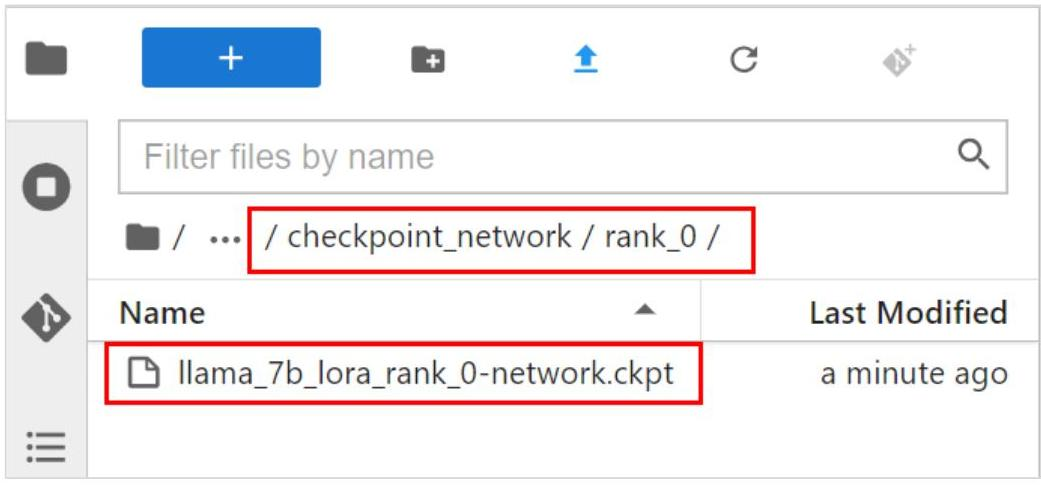 +
Filter files by name
/ ··· / checkpoint_network / rank_0 /
Name Last Modified
llama_7b_lora_rank_0-network.ckpt a minute ago